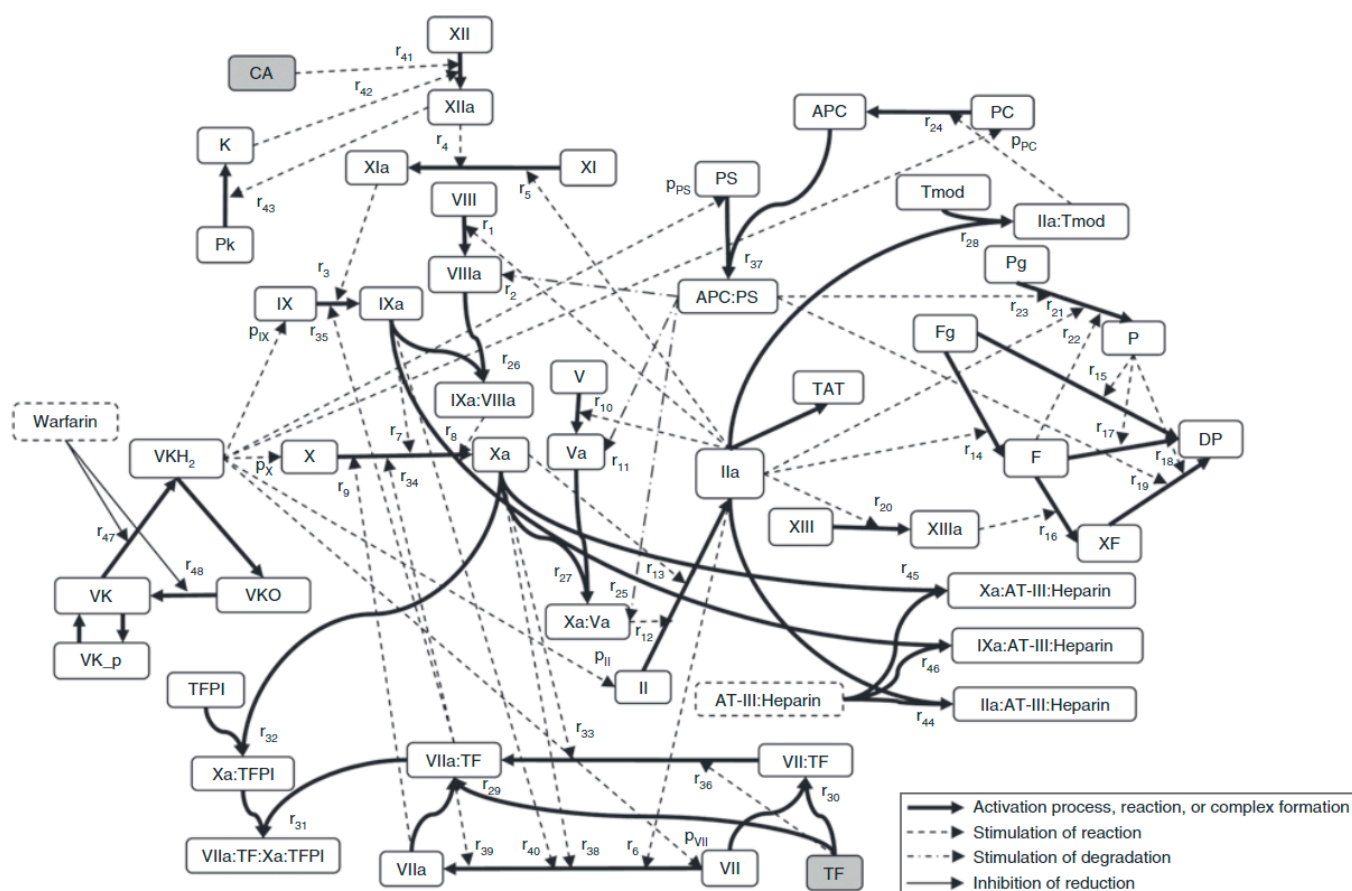 XII
r41
CA
r42
XIIa
APC
PC
r24
K
r4
pPC
XIa
XI
PS
pPS
r5
Tmod
r43
VIII
IIa:Tmod
r1
r28
Pk
r37
Pg
r3
VIIIa
r2
IX
IXa
APC:PS
r23
r21
pIX
r35
Fg
r22
P
r26
V
TAT
r15
IXa:VIIIa
r10
Warfarin
r7
r8
r17
DP
VKH2
pX
X
Xa
Va
r11
IIa
r14
F
r18
r9
r34
r19
r20
XIII
XIIIa
r16
XF
r47
r48
r13
r45
r27
r25
VK
VKO
Xa:AT-III:Heparin
Xa:Va
r12
VK_p
pII
IXa:AT-III:Heparin
r46
TFPI
II
AT-III:Heparin
IIa:AT-III:Heparin
r44
r32
r33
Xa:TFPI
VIIa:TF
VII:TF
r36
r29
r30
r31
Activation process, reaction, or complex formation
pVII
Stimulation of reaction
VIIa:TF:Xa:TFPI
r39
r40
r38
r6
Stimulation of degradation
VIIa
VII
TF
Inhibition of reduction